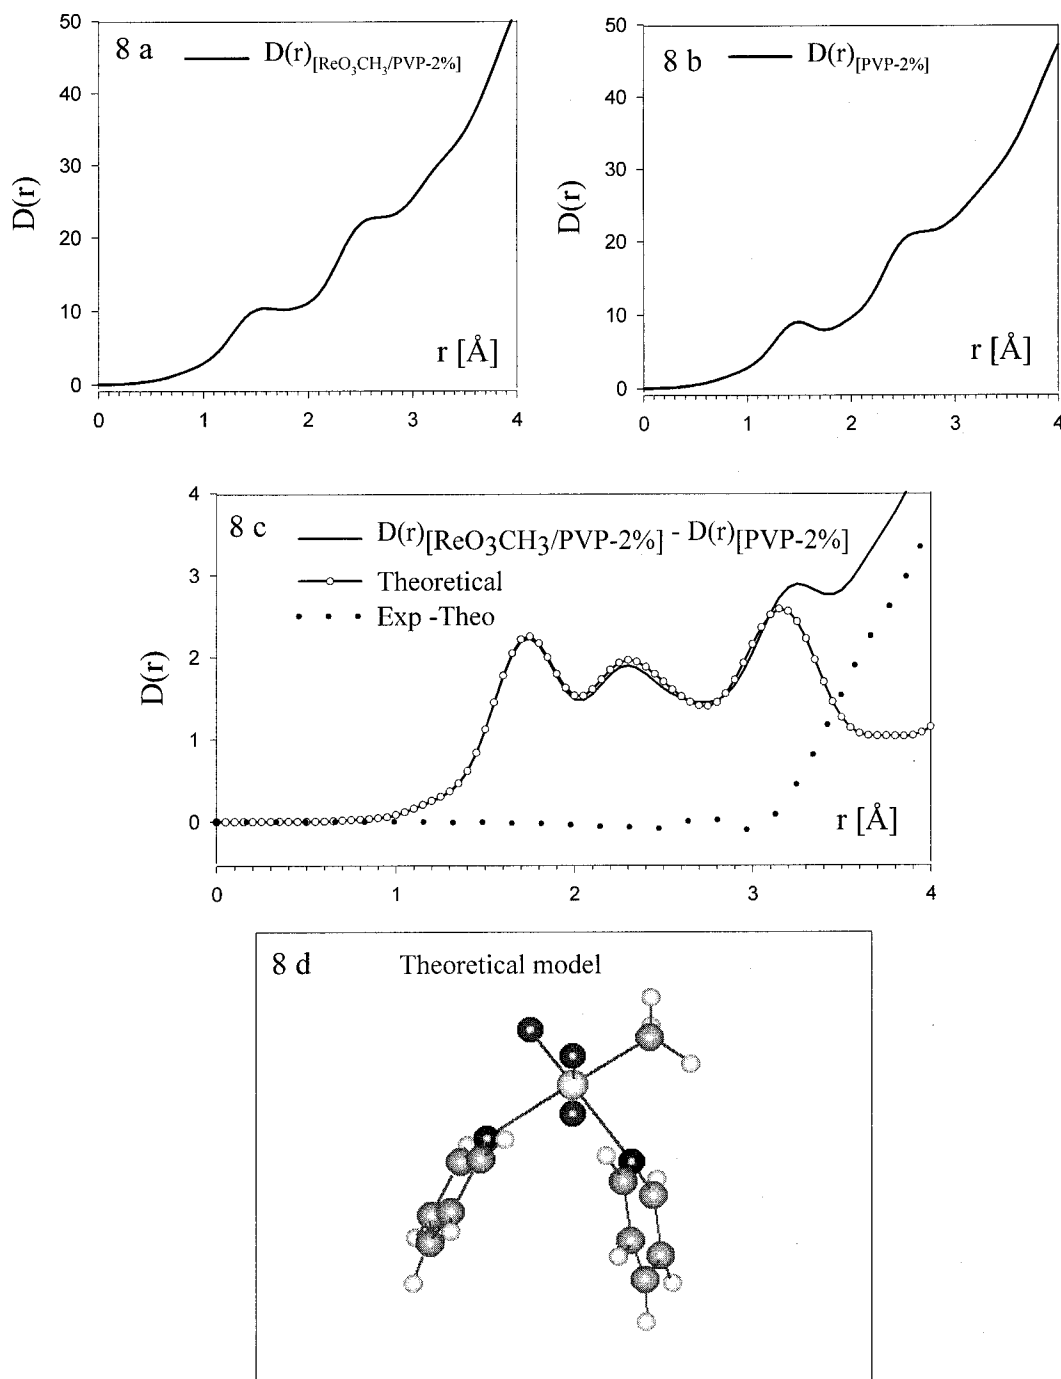 8 a
D(r)[ReO3CH3/PVP-2%]
50
40
30
20
10
0
D(r)
r [Å]
0 1 2 3 4
8 b
D(r)[PVP-2%]
50
40
30
20
10
0
D(r)
r [Å]
0 1 2 3 4
8 c
D(r)[ReO3CH3/PVP-2%] - D(r)[PVP-2%]
Theoretical
Exp -Theo
4
3
2
1
0
D(r)
r [Å]
0 1 2 3 4
8 d
Theoretical model